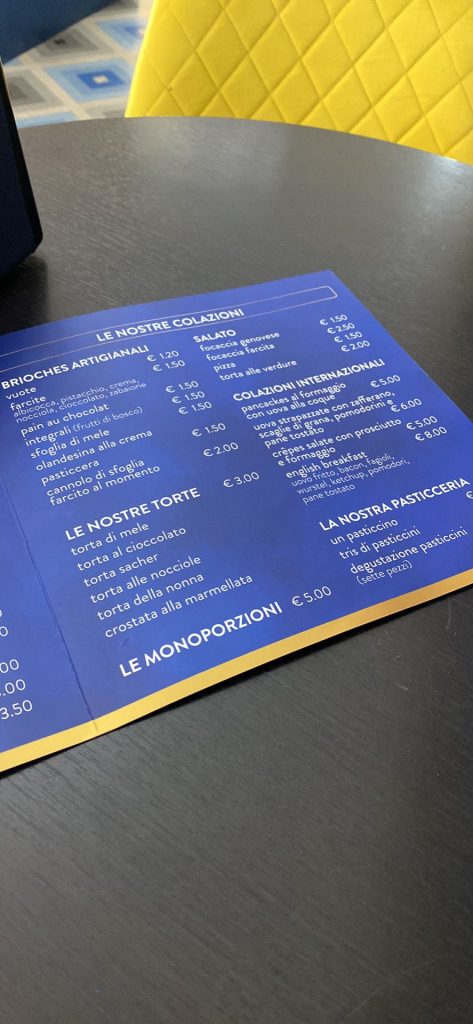 LE NOSTRE COLAZIONI
BRIOCHES ARTIGIANALI
vuote € 1.20
farcite € 1.50
albicocca, pistacchio, crema,
nocciola, cioccolato, zabaione
pain au chocolat € 1.50
integrali (frutti di bosco) € 1.50
sfoglia di mele € 1.50
olandesina alla crema
pasticcera € 1.50
cannolo di sfoglia
farcito al momento € 2.00
LE NOSTRE TORTE € 3.00
torta di mele
torta al cioccolato
torta sacher
torta alle nocciole
torta della nonna
crostata alla marmellata
LE MONOPORZIONI € 5.00
SALATO
focaccia genovese € 1.50
focaccia farcita € 2.50
pizza € 1.50
torta alle verdure € 2.00
COLAZIONI INTERNAZIONALI
pancackes al formaggio
con uova alla coque € 5.00
uova strapazzate con zafferano,
scaglie di grana, pomodorini e
pane tostato € 6.00
crêpes salate con prosciutto
e formaggio € 5.00
english breakfast € 8.00
uovo fritto, bacon, fagioli,
wurstel, ketchup, pomodori,
pane tostato
LA NOSTRA PASTICCERIA
un pasticcino
tris di pasticcini
degustazione pasticcini
(sette pezzi)
3.50